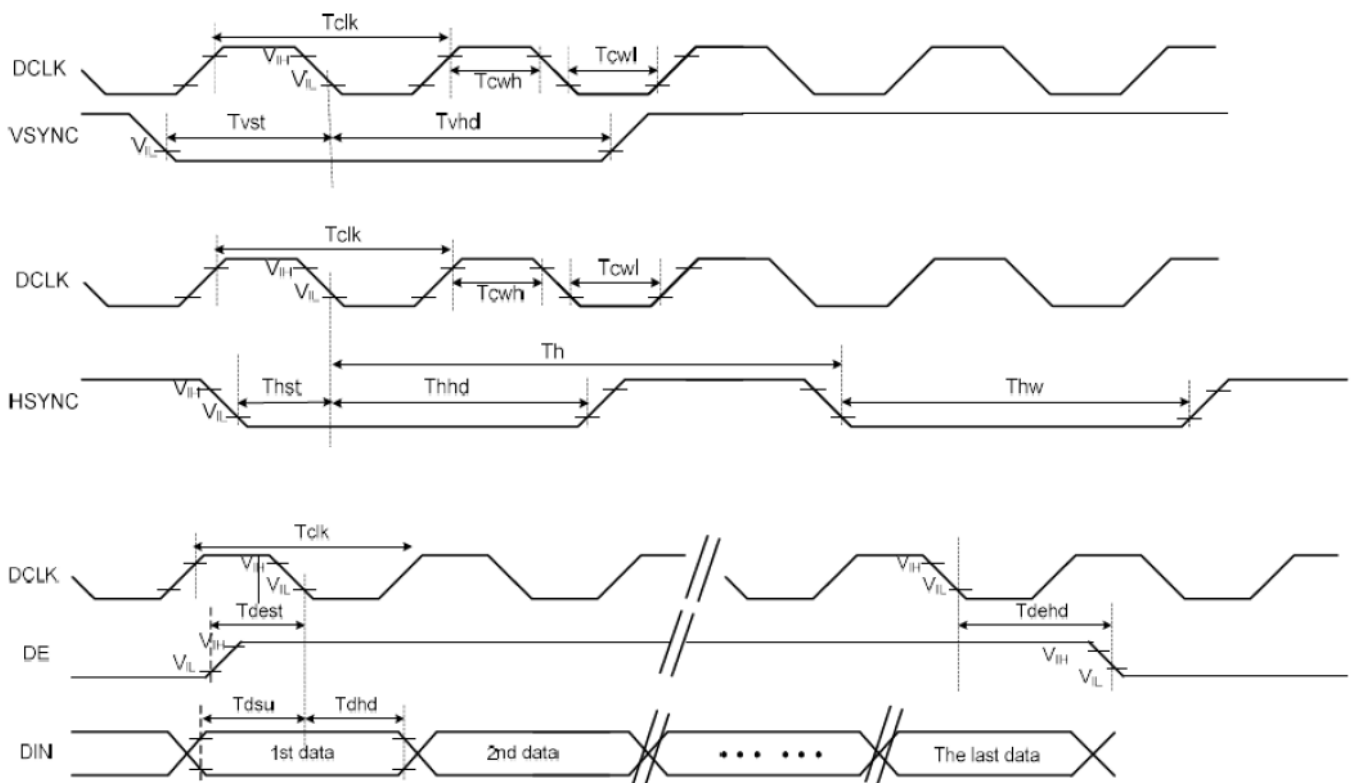 Tclk
DCLK VIH VIL Tcwh Tcwl
VSYNC VIL Tvst Tvhd
Tclk
DCLK VIH VIL Tcwh Tcwl
Th
HSYNC VIH VIL Thst Thhd Thw
Tclk
DCLK VIH VIL VIH VIL
Tdest Tdehd
DE VIL VIH VIH VIL
Tdsu Tdhd
DIN 1st data 2nd data ••• ••• The last data